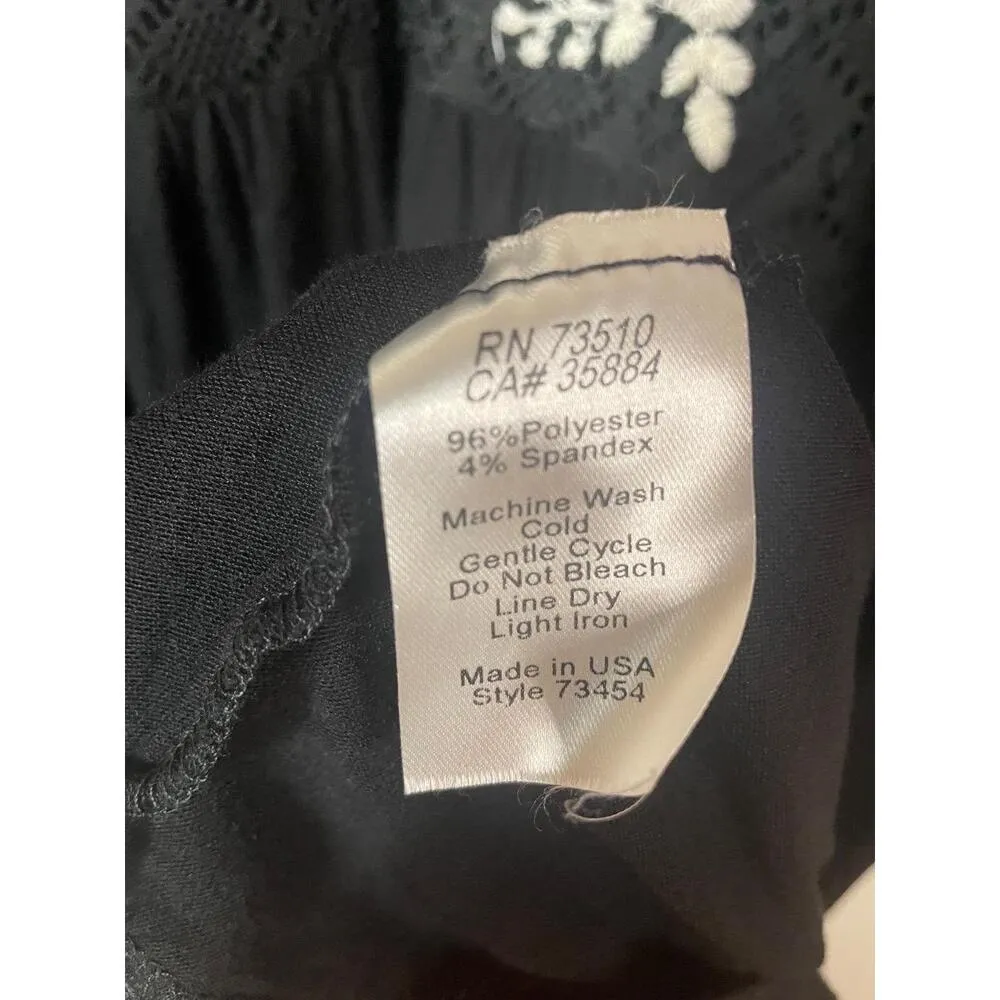 RN 73510
CA# 35884
96%Polyester
4% Spandex
Machine Wash
Cold
Gentle Cycle
Do Not Bleach
Line Dry
Light Iron
Made in USA
Style 73454